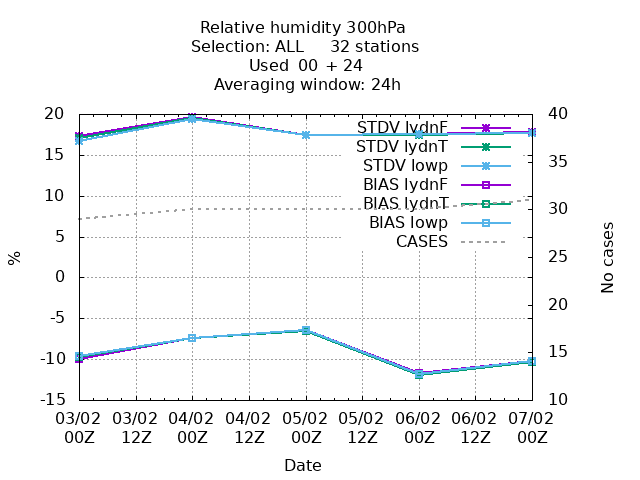 Relative humidity 300hPa
Selection: ALL 32 stations
Used 00 + 24
Averaging window: 24h
20
15
10
5
0
-5
-10
-15
%
40
35
30
25
20
15
10
No cases
STDV lydnF
STDV lydnT
STDV lowp
BIAS lydnF
BIAS lydnT
BIAS lowp
CASES
03/02 03/02 04/02 04/02 05/02 05/02 06/02 06/02 07/02
00Z 12Z 00Z 12Z 00Z 12Z 00Z 12Z 00Z
Date